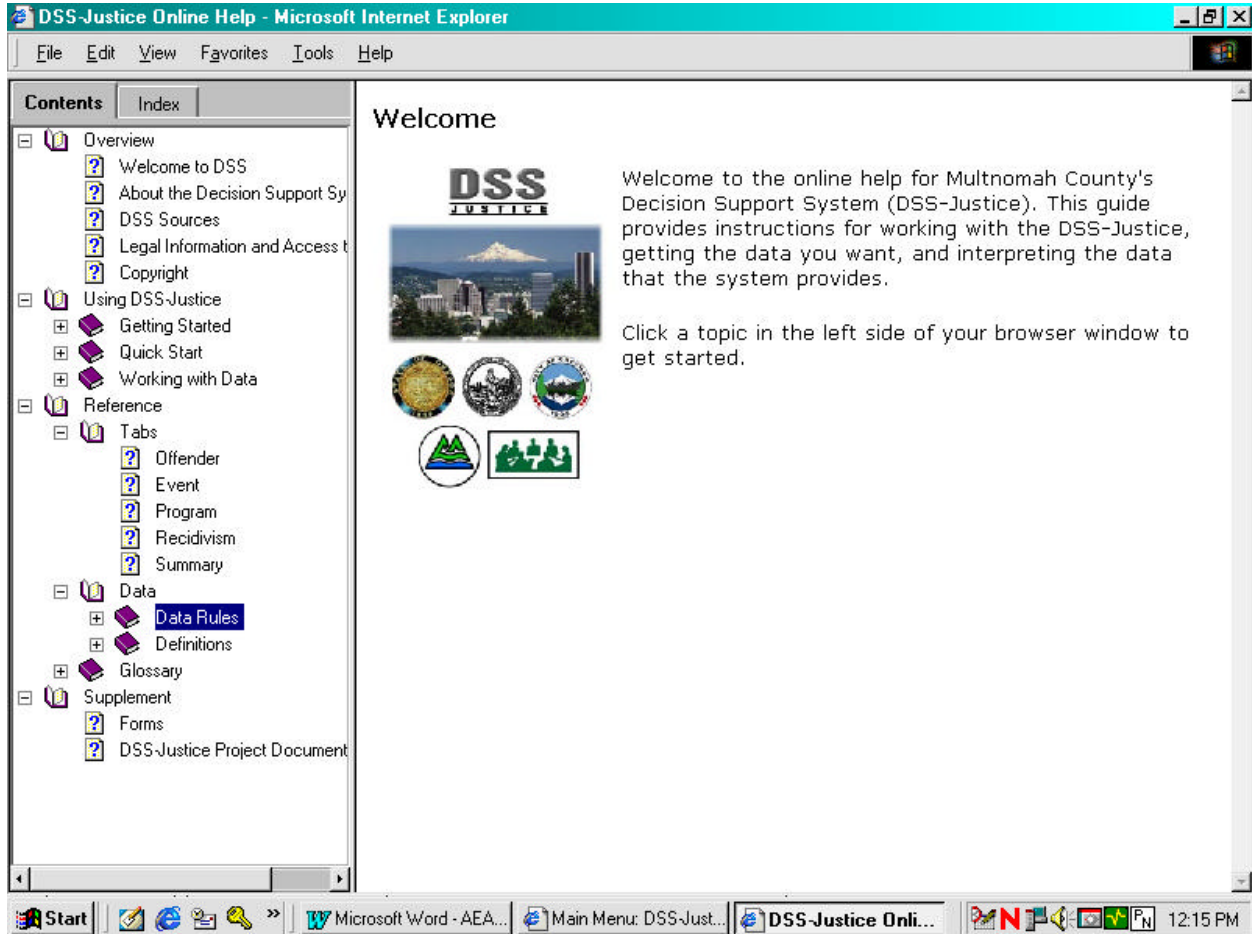 DSS-Justice Online Help - Microsoft Internet Explorer
File Edit View Favorites Tools Help
Contents Index
Overview
Welcome to DSS
About the Decision Support Sy
DSS Sources
Legal Information and Access t
Copyright
Using DSS-Justice
Getting Started
Quick Start
Working with Data
Reference
Tabs
Offender
Event
Program
Recidivism
Summary
Data
Data Rules
Definitions
Glossary
Supplement
Forms
DSS-Justice Project Document
Welcome
DSS
JUSTICE
Welcome to the online help for Multnomah County's
Decision Support System (DSS-Justice). This guide
provides instructions for working with the DSS-Justice,
getting the data you want, and interpreting the data
that the system provides.
Click a topic in the left side of your browser window to
get started.
Start » Microsoft Word - AEA... Main Menu: DSS-Just... DSS-Justice Onli... N PN 12:15 PM